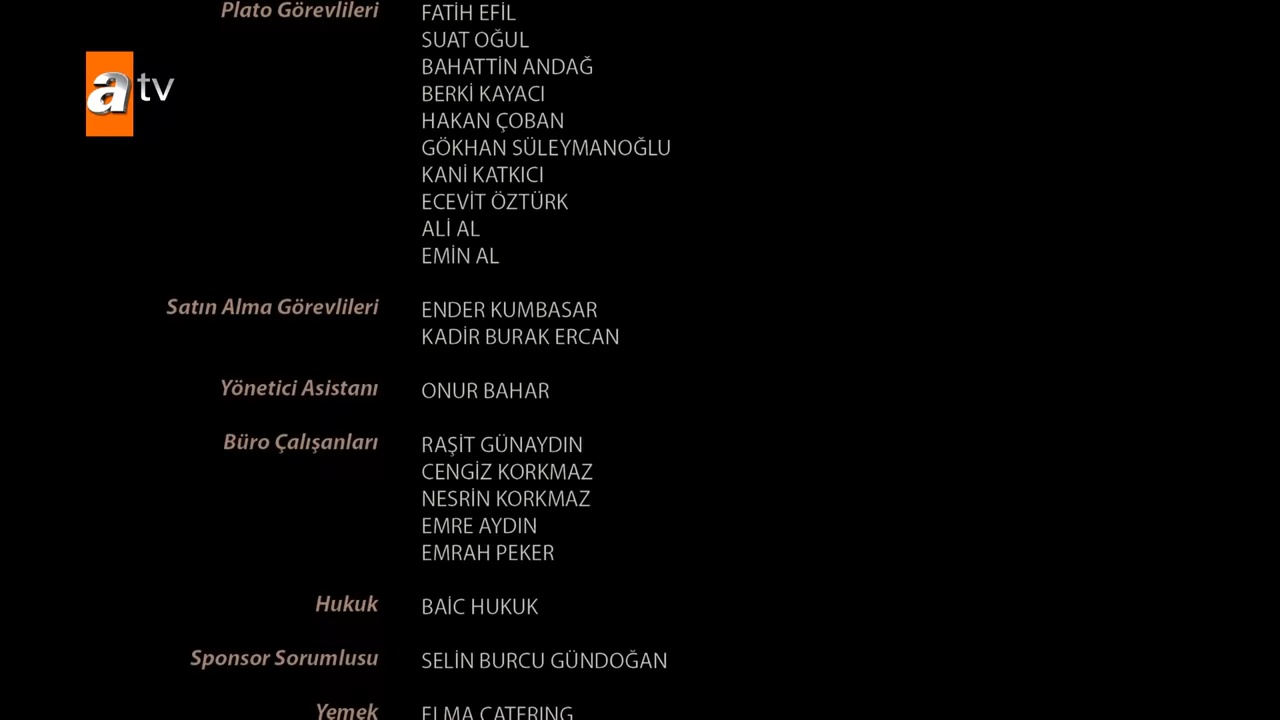 Plato Görevlileri FATİH EFİL
SUAT OĞUL
BAHATTİN ANDAĞ
atv
BERKİ KAYACI
HAKAN ÇOBAN
GÖKHAN SÜLEYMANOĞLU
KANİ KATKICI
ECEVİT ÖZTÜRK
ALİ AL
EMİN AL
Satın Alma Görevlileri ENDER KUMBASAR
KADİR BURAK ERCAN
Yönetici Asistanı ONUR BAHAR
Büro Çalışanları RAŞİT GÜNAYDIN
CENGİZ KORKMAZ
NESRİN KORKMAZ
EMRE AYDIN
EMRAH PEKER
Hukuk BAİC HUKUK
Sponsor Sorumlusu SELİN BURCU GÜNDOĞAN
Yemek ELMA CATERING